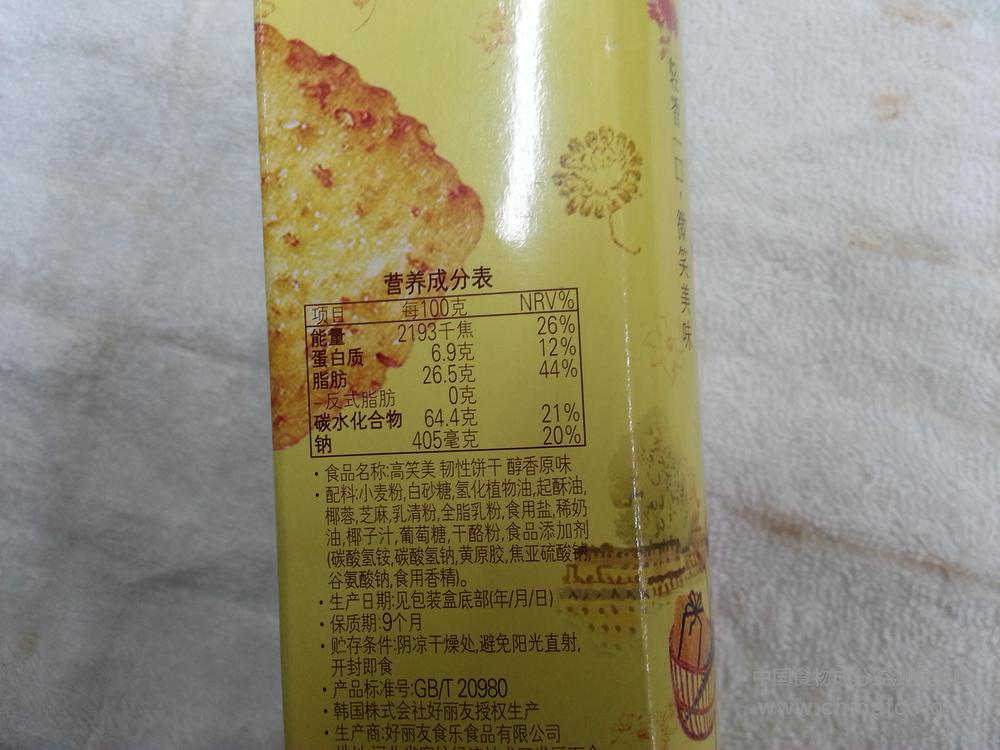 轻香一口·微笑美味
营养成分表
项目 每100克 NRV%
能量 2193千焦 26%
蛋白质 6.9克 12%
脂肪 26.5克 44%
–反式脂肪 0克
碳水化合物 64.4克 21%
钠 405毫克 20%
·食品名称:高笑美 韧性饼干 醇香原味
·配料:小麦粉,白砂糖,氢化植物油,起酥油,
椰蓉,芝麻,乳清粉,全脂乳粉,食用盐,稀奶
油,椰子汁,葡萄糖,干酪粉,食品添加剂
(碳酸氢铵,碳酸氢钠,黄原胶,焦亚硫酸钠,
谷氨酸钠,食用香精)。
·生产日期:见包装盒底部(年/月/日)
·保质期:9个月
·贮存条件:阴凉干燥处,避免阳光直射,
开封即食
·产品标准号:GB/T 20980
·韩国株式会社好丽友授权生产
·生产商:好丽友食乐食品有限公司